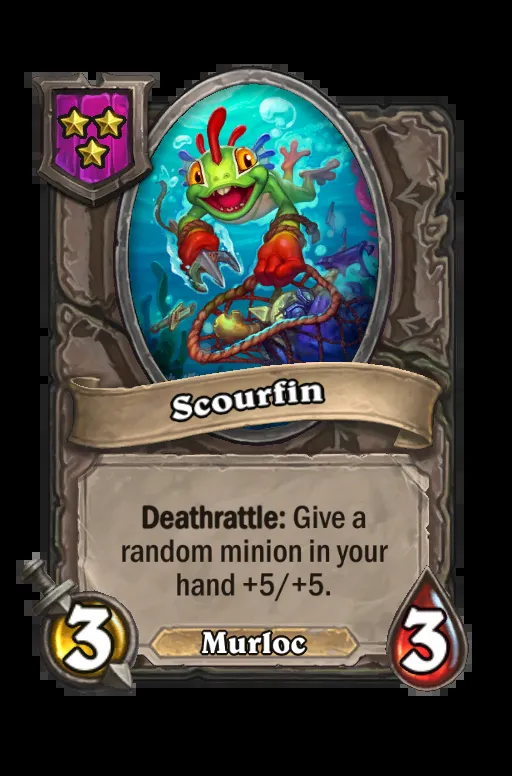 Scourfin
Deathrattle: Give a
random minion in your
hand +5/+5.
3
Murloc
3